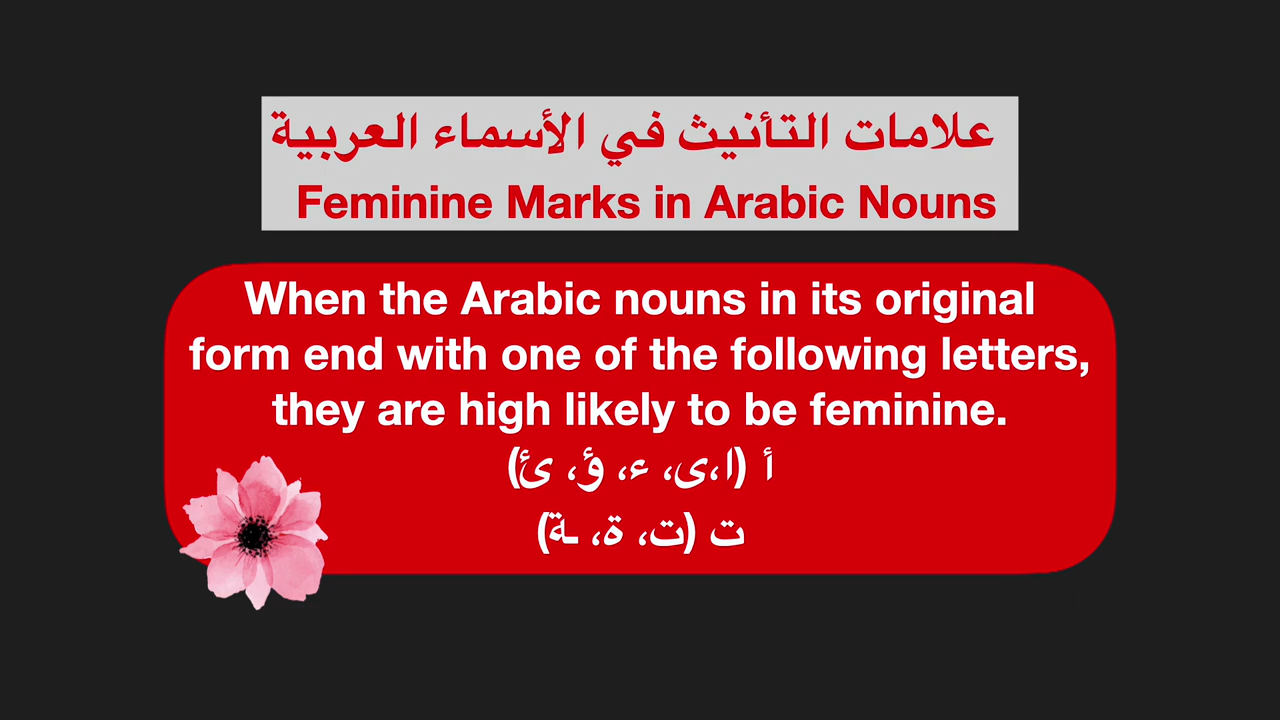 علامات التأنيث في الأسماء العربية
Feminine Marks in Arabic Nouns
When the Arabic nouns in its original
form end with one of the following letters,
they are high likely to be feminine.
أ (ا،ى، ء، ؤ، ئ)
ت (ت، ة، ـة)